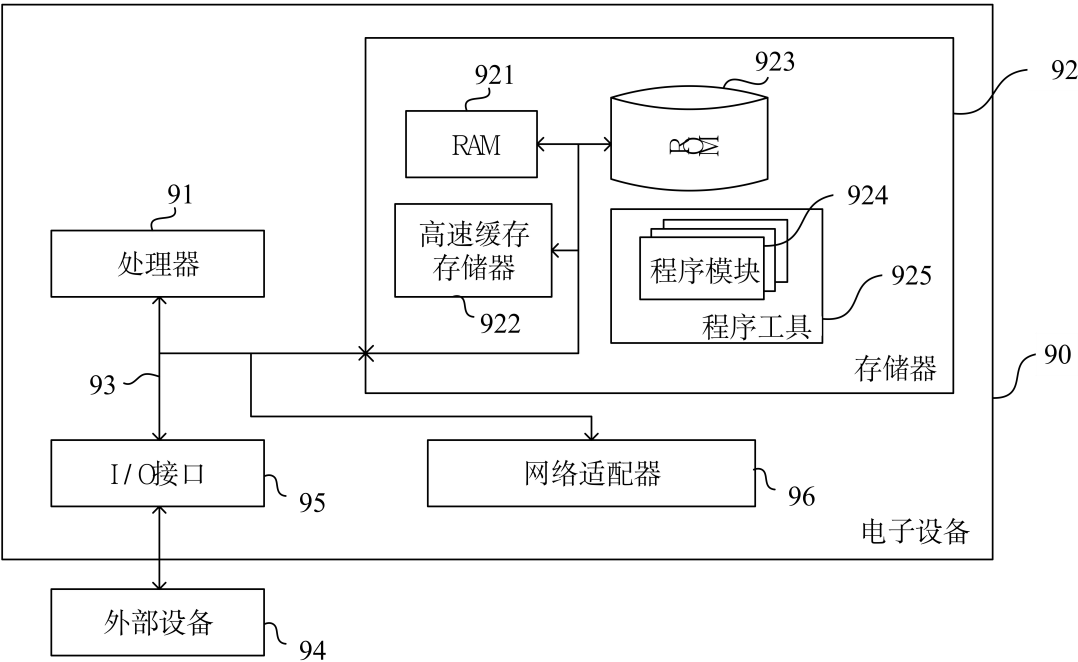 921
923
92
RAM
ROM
91
924
高速缓存
存储器
处理器
程序模块
925
922
程序工具
90
93
存储器
I/O接口
网络适配器
95
96
电子设备
外部设备
94